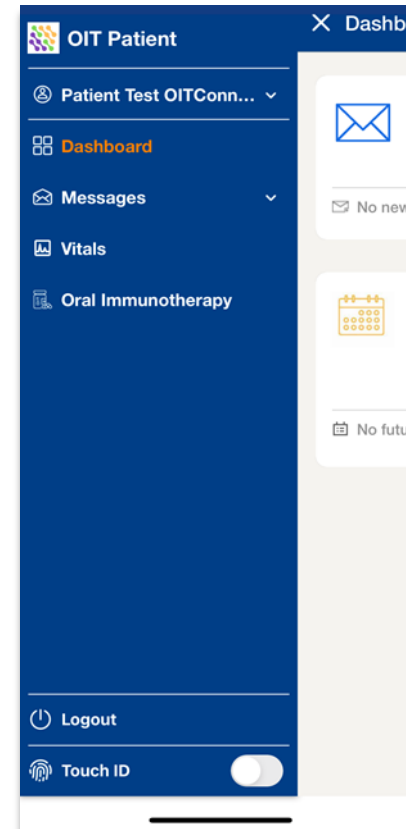 OIT Patient
Patient Test OITConn...
Dashboard
Messages
Vitals
Oral Immunotherapy
Logout
Touch ID
Dashb
No new
No futu